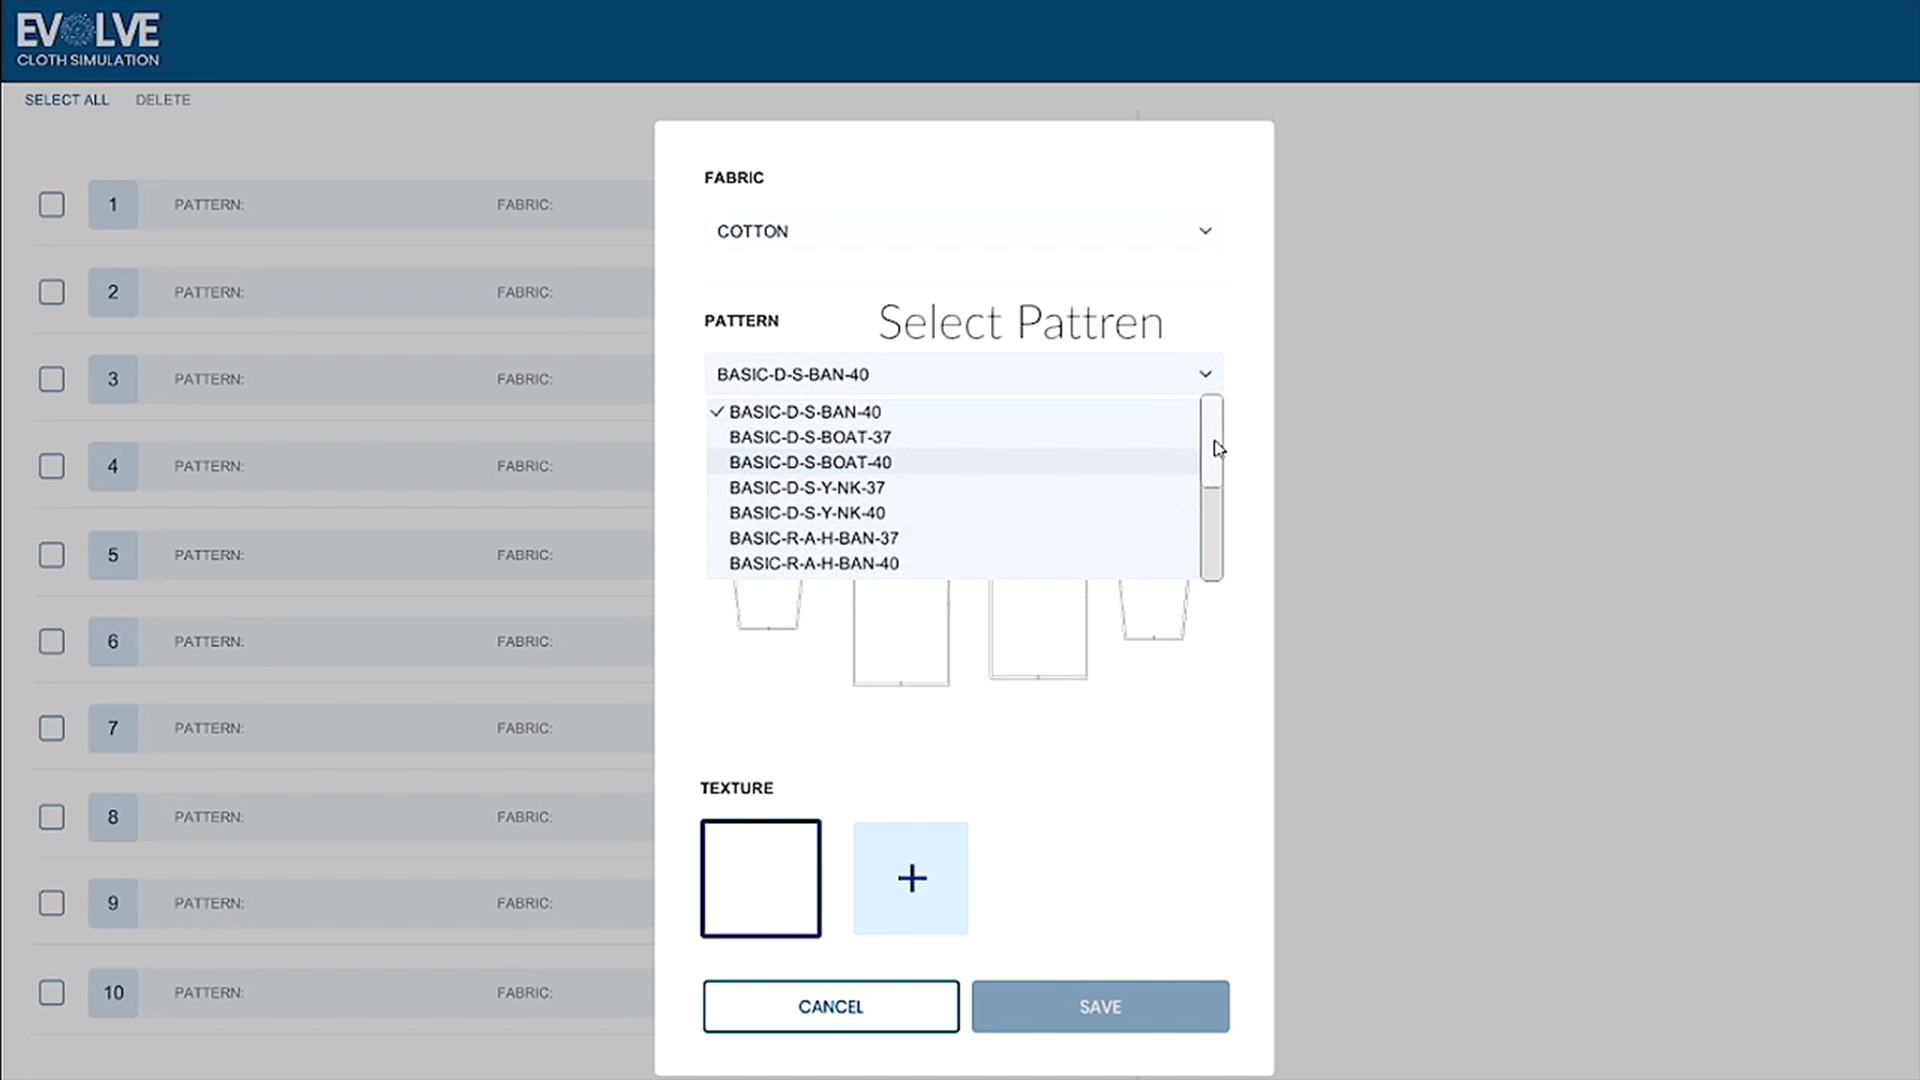 EVOLVE
CLOTH SIMULATION
SELECT ALL DELETE
1 PATTERN: FABRIC:
2 PATTERN: FABRIC:
3 PATTERN: FABRIC:
4 PATTERN: FABRIC:
5 PATTERN: FABRIC:
6 PATTERN: FABRIC:
7 PATTERN: FABRIC:
8 PATTERN: FABRIC:
9 PATTERN: FABRIC:
10 PATTERN: FABRIC:
FABRIC
COTTON
PATTERN Select Pattren
BASIC-D-S-BAN-40
BASIC-D-S-BAN-40
BASIC-D-S-BOAT-37
BASIC-D-S-BOAT-40
BASIC-D-S-Y-NK-37
BASIC-D-S-Y-NK-40
BASIC-R-A-H-BAN-37
BASIC-R-A-H-BAN-40
TEXTURE
+
CANCEL SAVE